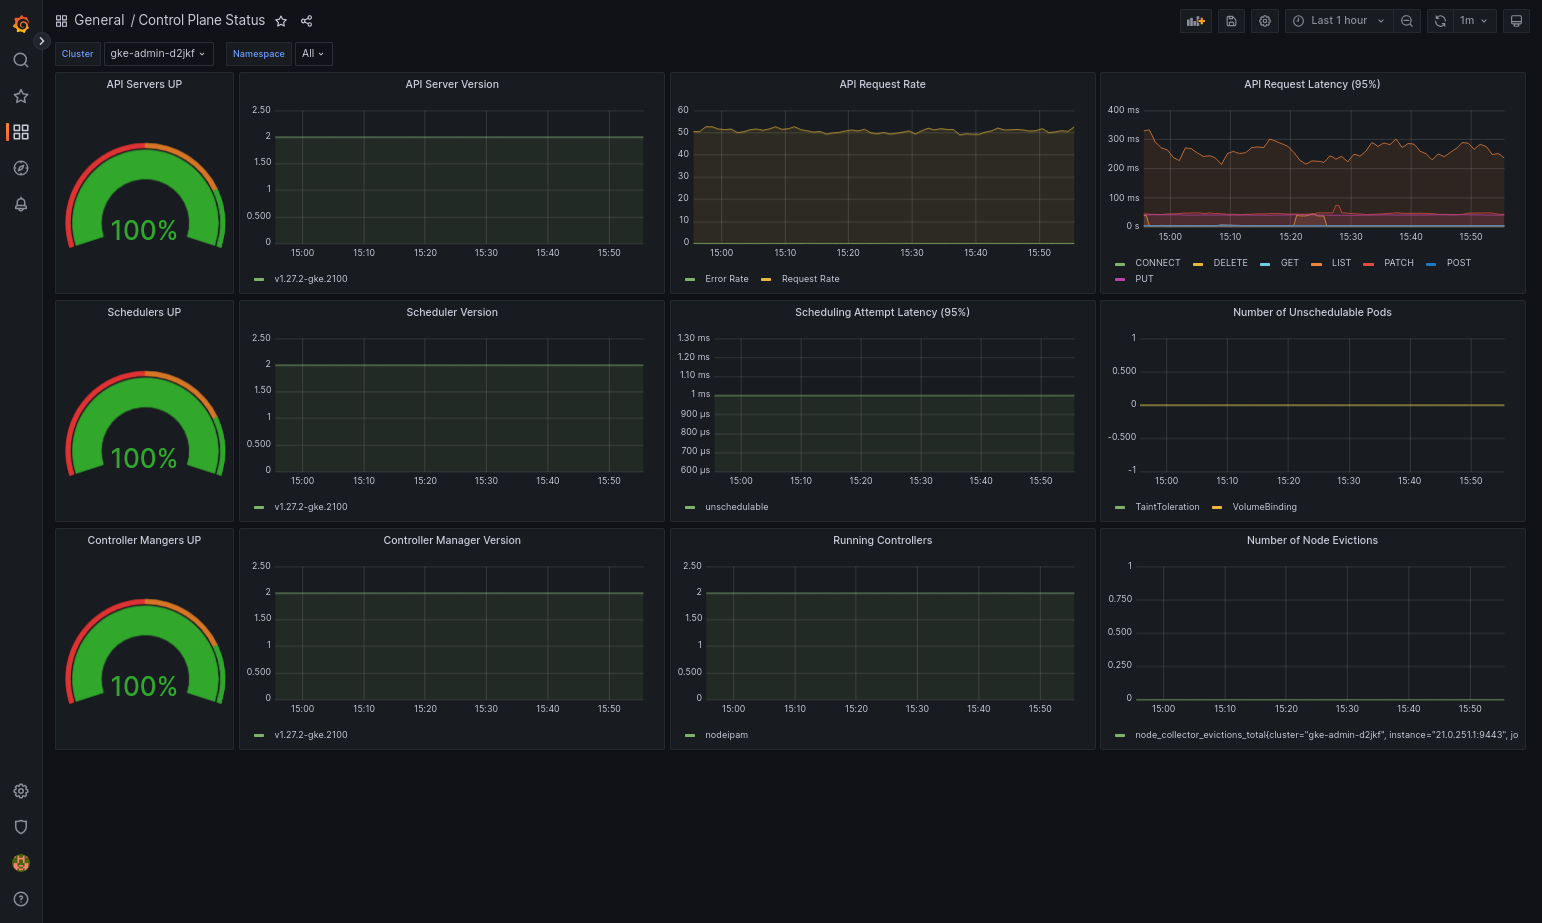 General / Control Plane Status
Last 1 hour
1m
Cluster gke-admin-d2jkf Namespace All
API Servers UP
100%
API Server Version
2.50
2
1.50
1
0.500
0
15:00 15:10 15:20 15:30 15:40 15:50
v1.27.2-gke.2100
API Request Rate
60
50
40
30
20
10
0
15:00 15:10 15:20 15:30 15:40 15:50
Error Rate Request Rate
API Request Latency (95%)
400 ms
300 ms
200 ms
100 ms
0 s
15:00 15:10 15:20 15:30 15:40 15:50
CONNECT DELETE GET LIST PATCH POST
PUT
Schedulers UP
100%
Scheduler Version
2.50
2
1.50
1
0.500
0
15:00 15:10 15:20 15:30 15:40 15:50
v1.27.2-gke.2100
Scheduling Attempt Latency (95%)
1.30 ms
1.20 ms
1.10 ms
1 ms
900 µs
800 µs
700 µs
600 µs
15:00 15:10 15:20 15:30 15:40 15:50
unschedulable
Number of Unschedulable Pods
1
0.500
0
-0.500
-1
15:00 15:10 15:20 15:30 15:40 15:50
TaintToleration VolumeBinding
Controller Mangers UP
100%
Controller Manager Version
2.50
2
1.50
1
0.500
0
15:00 15:10 15:20 15:30 15:40 15:50
v1.27.2-gke.2100
Running Controllers
2.50
2
1.50
1
0.500
0
15:00 15:10 15:20 15:30 15:40 15:50
nodeipam
Number of Node Evictions
1
0.750
0.500
0.250
0
15:00 15:10 15:20 15:30 15:40 15:50
node_collector_evictions_total{cluster="gke-admin-d2jkf", instance="21.0.251.1:9443", jo